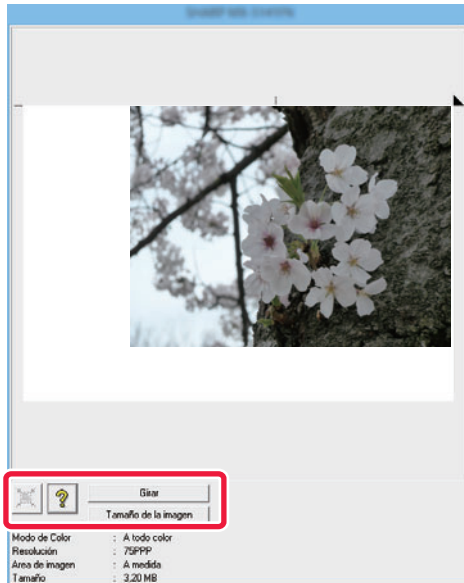 Girar
Tamaño de la imagen
Modo de Color : A todo color
Resolución : 75PPP
Area de imagen : A medida
Tamaño : 3,20 MB